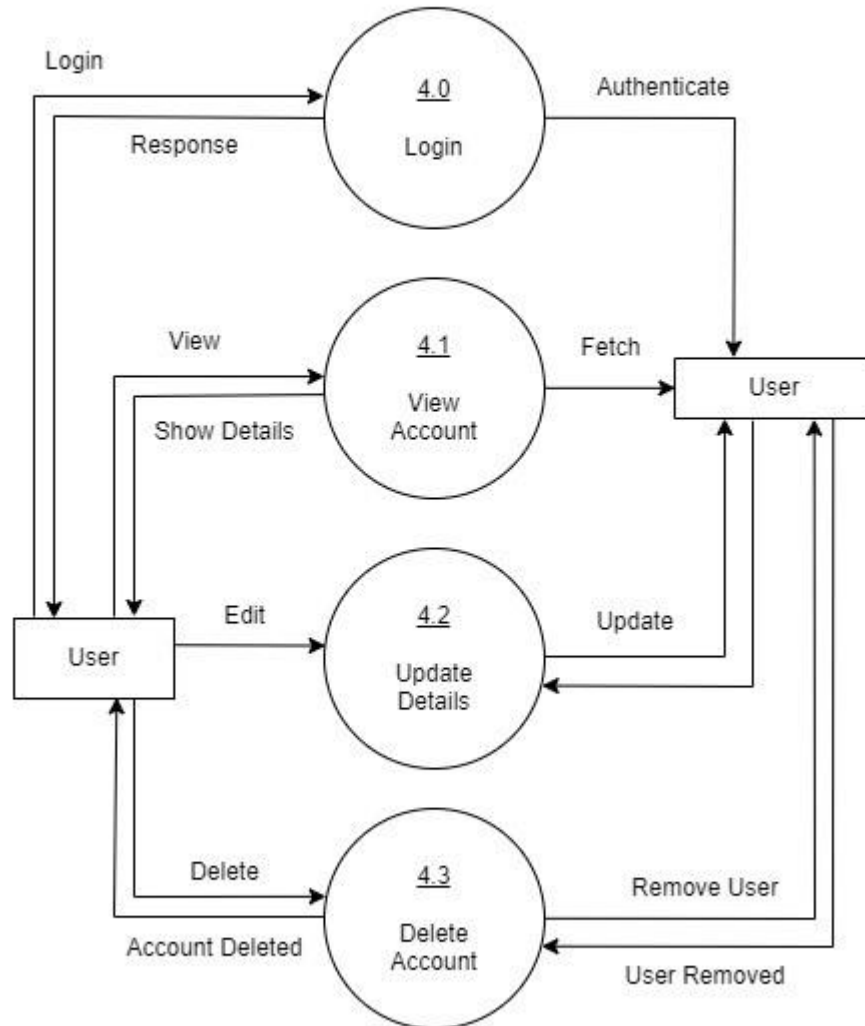 Login
4.0
Authenticate
Response
Login
View
4.1
Fetch
User
Show Details
View
Account
Edit
4.2
Update
User
Update
Details
Delete
4.3
Remove User
Account Deleted
Delete
Account
User Removed